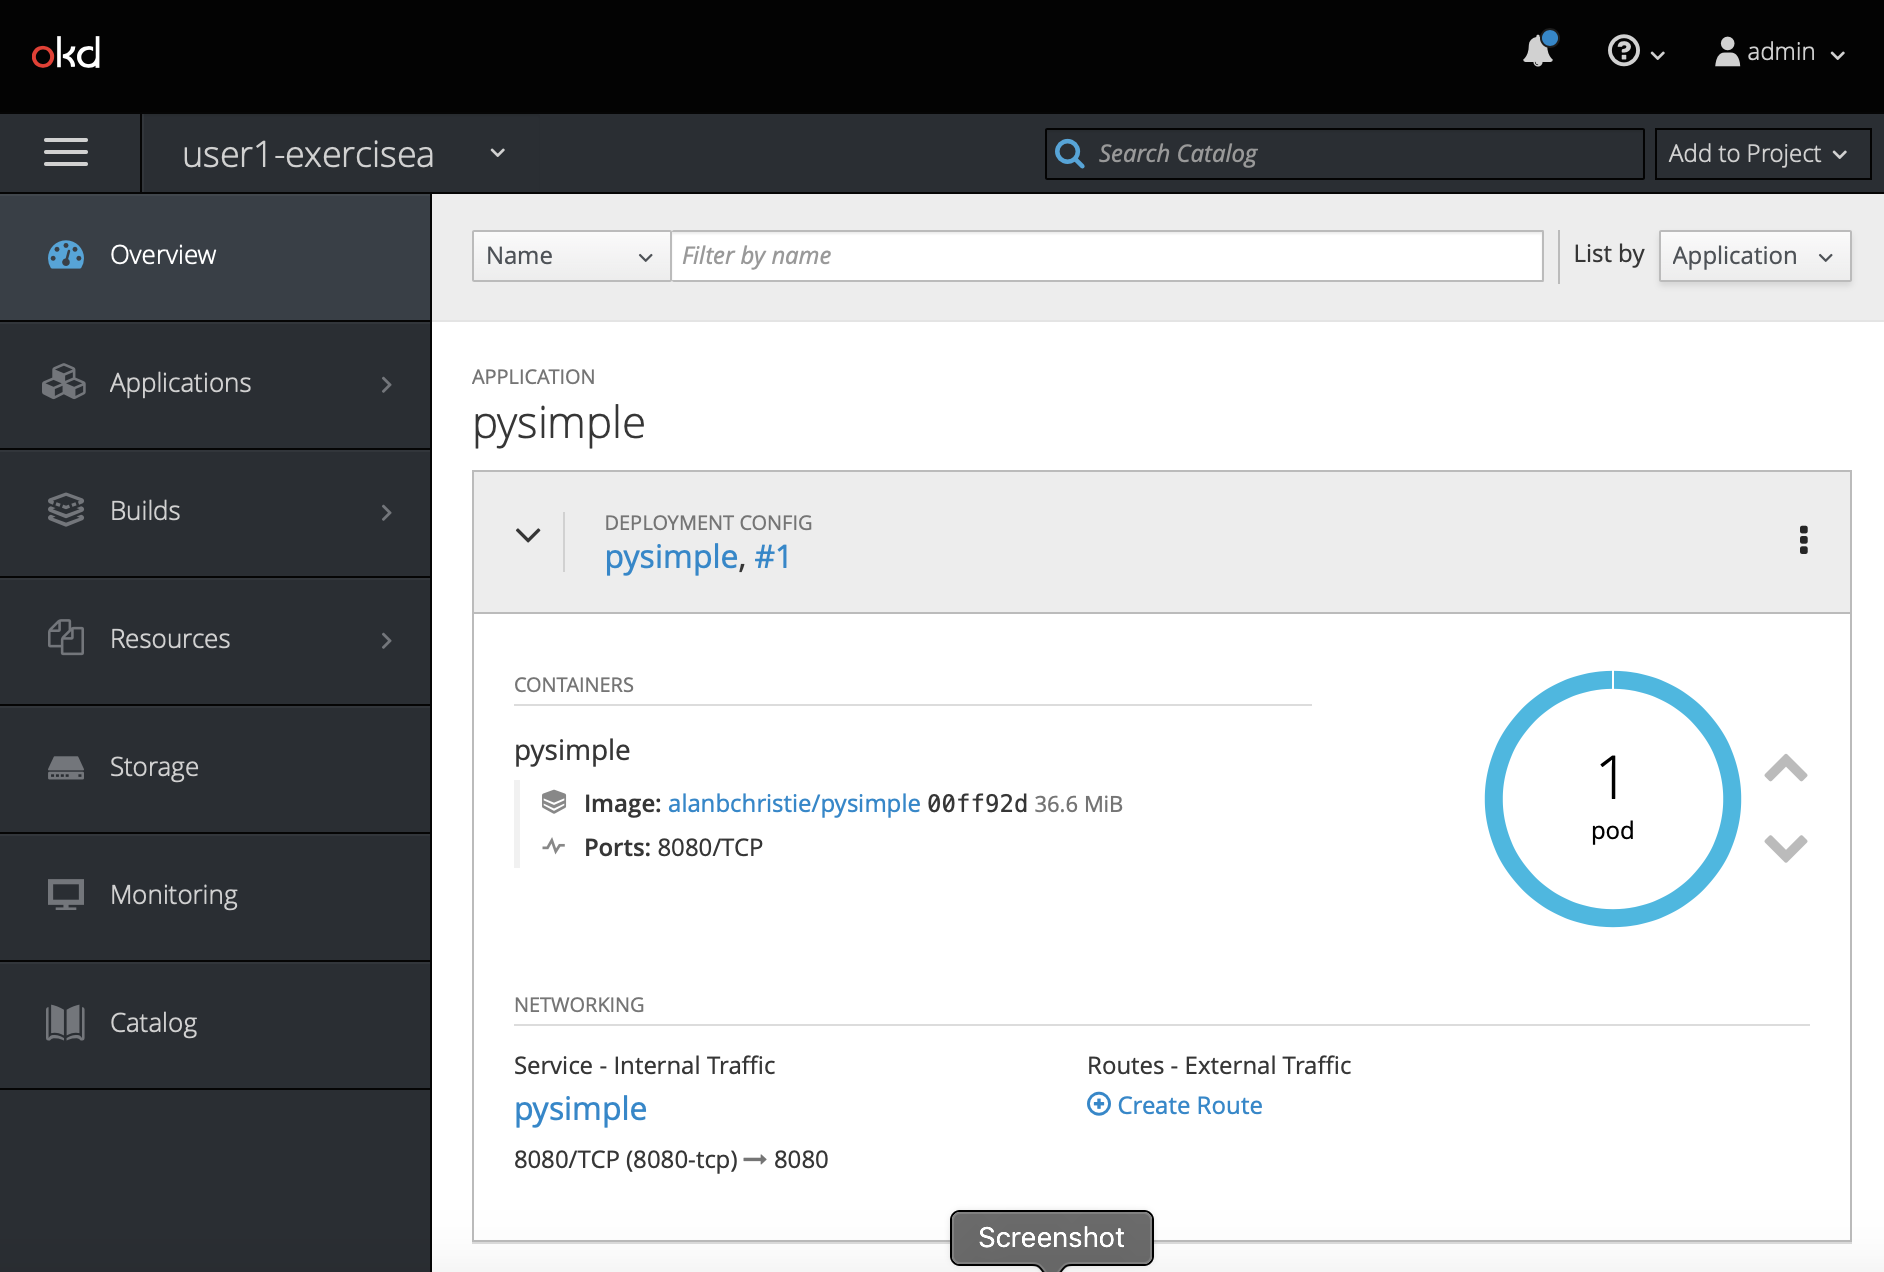 okd
admin
user1-exercisea
Search Catalog
Add to Project
Overview
Applications
Builds
Resources
Storage
Monitoring
Catalog
Name
Filter by name
List by
Application
APPLICATION
pysimple
DEPLOYMENT CONFIG
pysimple, #1
CONTAINERS
pysimple
Image: alanbchristie/pysimple 00ff92d 36.6 MiB
Ports: 8080/TCP
1
pod
NETWORKING
Service - Internal Traffic
pysimple
8080/TCP (8080-tcp) → 8080
Routes - External Traffic
Create Route
Screenshot